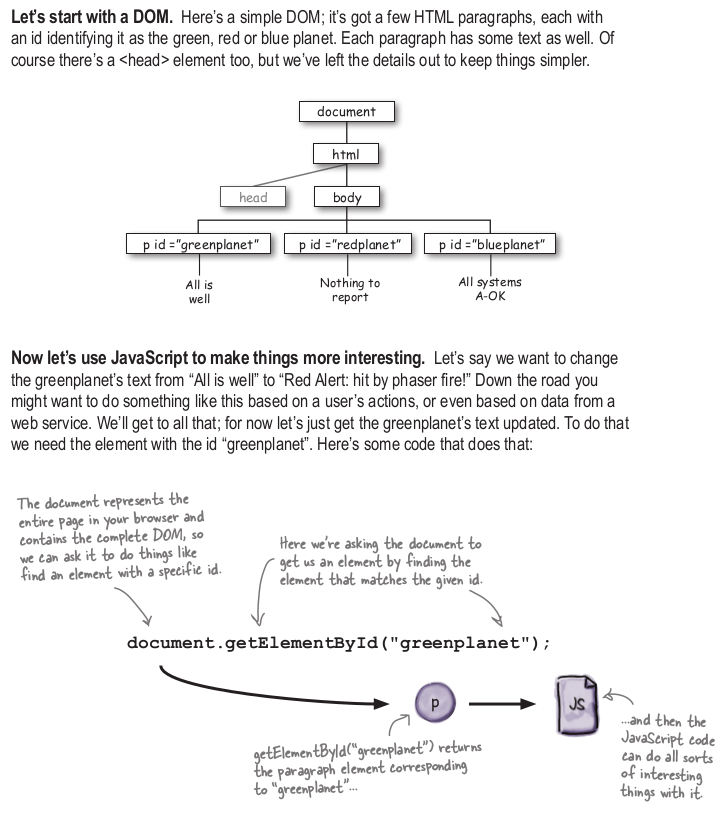 Let's start with a DOM. Here's a simple DOM; it's got a few HTML paragraphs, each with
an id identifying it as the green, red or blue planet. Each paragraph has some text as well. Of
course there's a <head> element too, but we've left the details out to keep things simpler.
document
html
head
body
p id ="greenplanet"
p id ="redplanet"
p id ="blueplanet"
All is
well
Nothing to
report
All systems
A-OK
Now let's use JavaScript to make things more interesting. Let's say we want to change
the greenplanet's text from "All is well" to "Red Alert: hit by phaser fire!" Down the road you
might want to do something like this based on a user's actions, or even based on data from a
web service. We'll get to all that; for now let's just get the greenplanet's text updated. To do that
we need the element with the id "greenplanet". Here's some code that does that:
The document represents the
entire page in your browser and
contains the complete DOM, so
we can ask it to do things like
find an element with a specific id.
Here we're asking the document to
get us an element by finding the
element that matches the given id.
document.getElementById("greenplanet");
p
JS
getElementById("greenplanet") returns
the paragraph element corresponding
to "greenplanet"...
...and then the
JavaScript code
can do all sorts
of interesting
things with it.